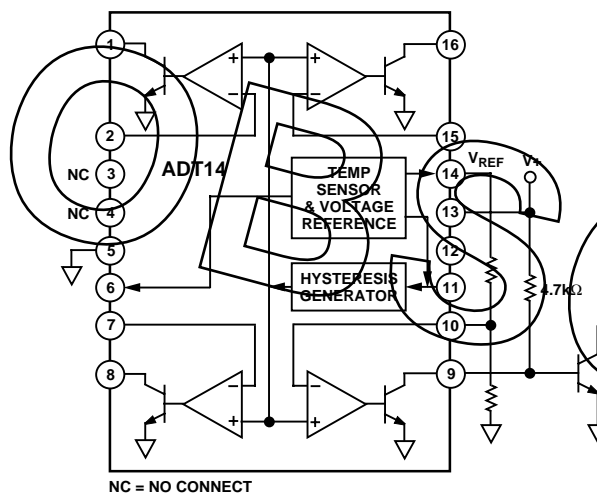 1
16
2
15
NC
3
ADT14
TEMP
SENSOR
& VOLTAGE
REFERENCE
14
VREF
V+
NC
4
13
5
12
6
HYSTERESIS
GENERATOR
11
4.7kΩ
7
10
8
9
+
+
−
−
−
−
+
+
NC = NO CONNECT
OBS